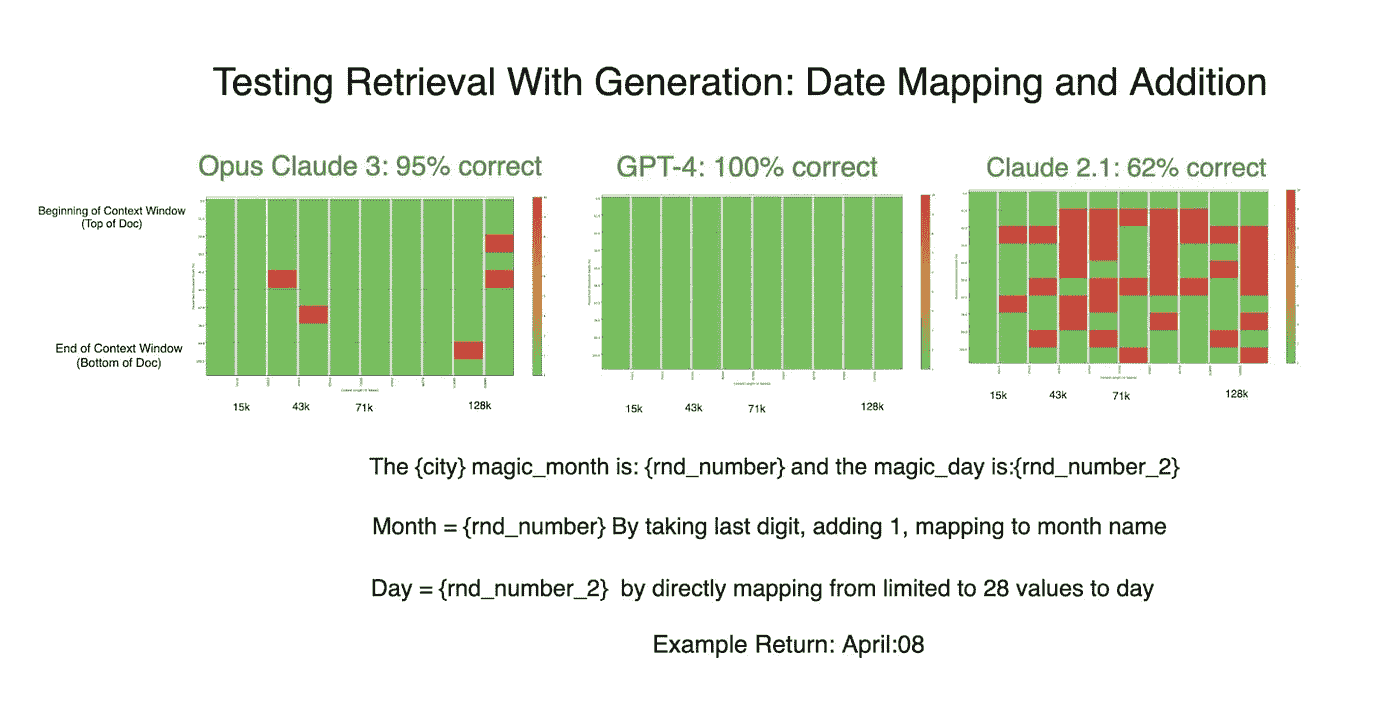 Testing Retrieval With Generation: Date Mapping and Addition
Opus Claude 3: 95% correct
GPT-4: 100% correct
Claude 2.1: 62% correct
Beginning of Context Window
(Top of Doc)
End of Context Window
(Bottom of Doc)
15k
43k
71k
128k
15k
43k
71k
128k
15k
43k
71k
128k
The {city} magic_month is: {rnd_number} and the magic_day is:{rnd_number_2}
Month = {rnd_number} By taking last digit, adding 1, mapping to month name
Day = {rnd_number_2} by directly mapping from limited to 28 values to day
Example Return: April:08